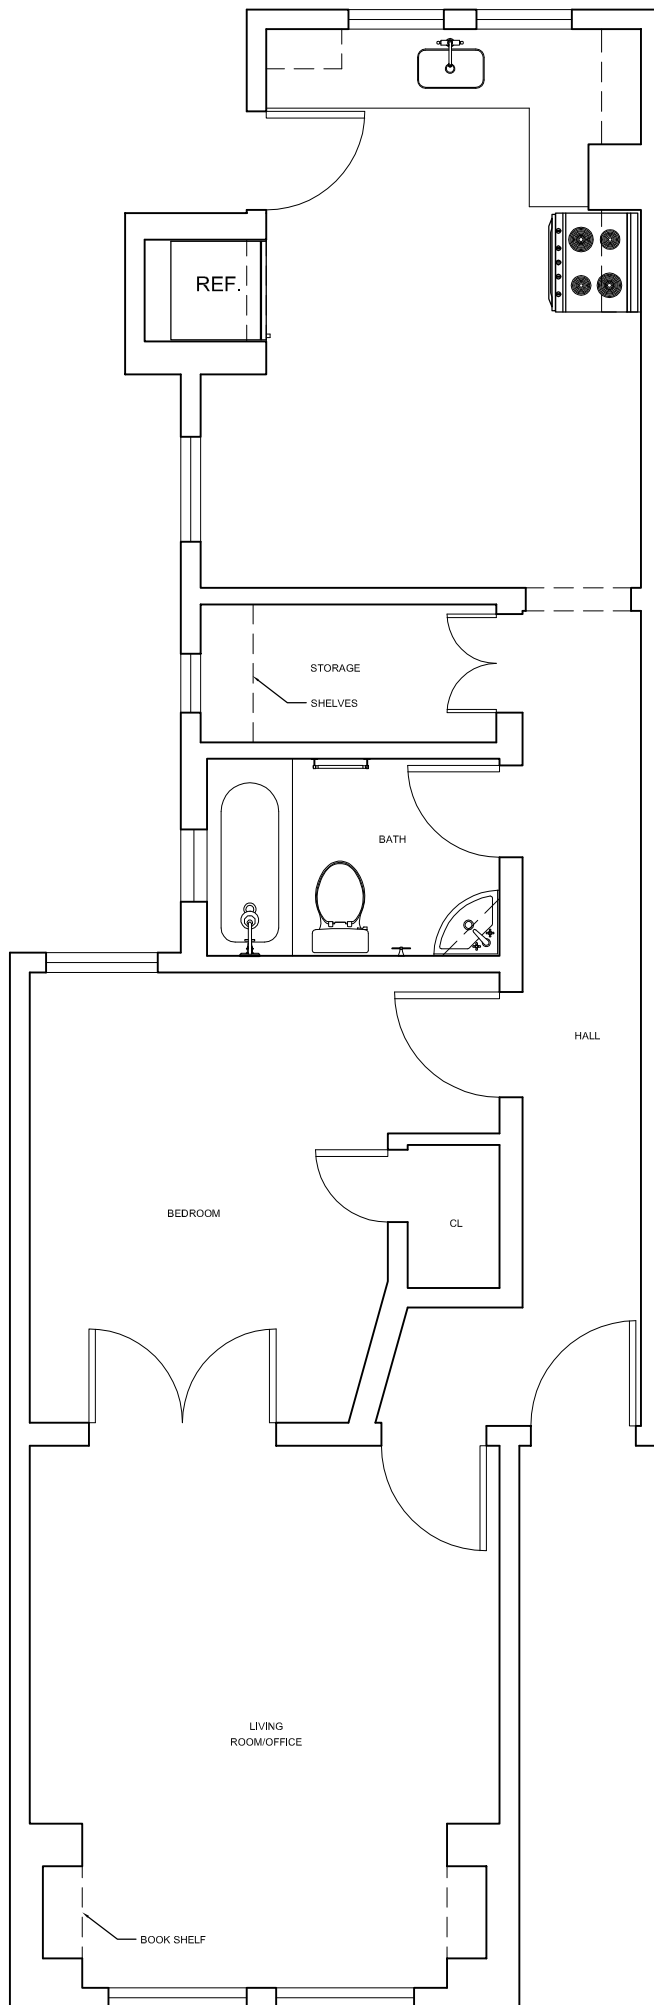 REF.
STORAGE
SHELVES
BATH
HALL
BEDROOM
CL
LIVING
ROOM/OFFICE
BOOK SHELF